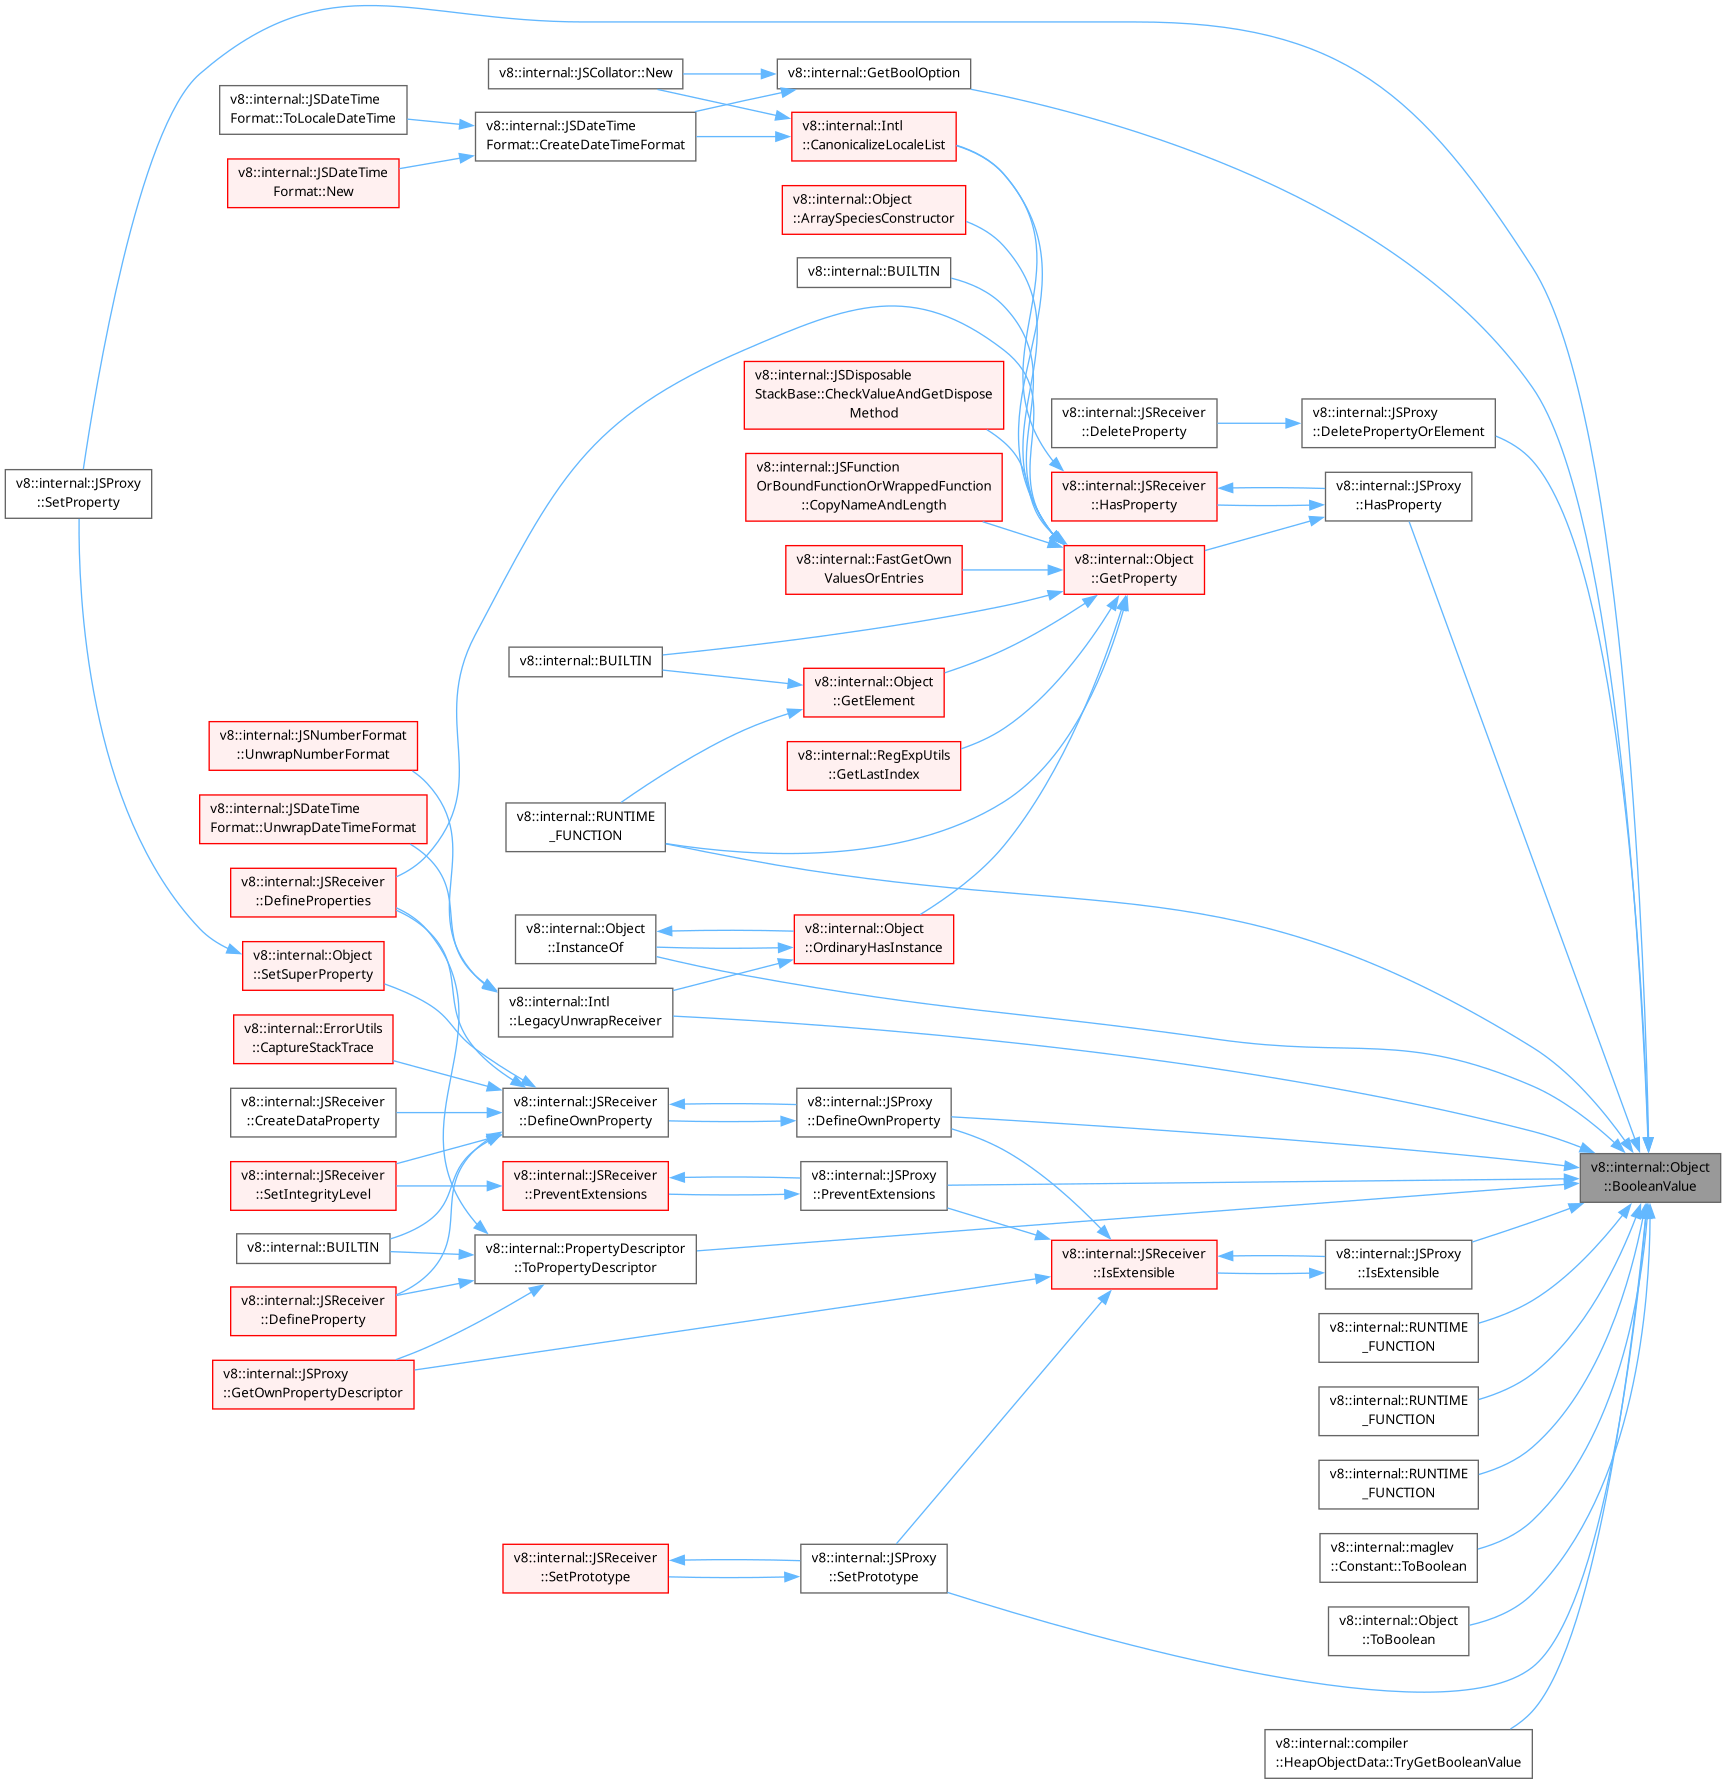 v8::internal::JSCollator::New
v8::internal::GetBoolOption
v8::internal::JSDateTime
Format::ToLocaleDateTime
v8::internal::JSDateTime
Format::CreateDateTimeFormat
v8::internal::Intl
::CanonicalizeLocaleList
v8::internal::JSDateTime
Format::New
v8::internal::Object
::ArraySpeciesConstructor
v8::internal::BUILTIN
v8::internal::JSDisposable
StackBase::CheckValueAndGetDispose
Method
v8::internal::JSReceiver
::DeleteProperty
v8::internal::JSProxy
::DeletePropertyOrElement
v8::internal::JSProxy
::SetProperty
v8::internal::JSFunction
OrBoundFunctionOrWrappedFunction
::CopyNameAndLength
v8::internal::JSReceiver
::HasProperty
v8::internal::JSProxy
::HasProperty
v8::internal::FastGetOwn
ValuesOrEntries
v8::internal::Object
::GetProperty
v8::internal::BUILTIN
v8::internal::Object
::GetElement
v8::internal::JSNumberFormat
::UnwrapNumberFormat
v8::internal::RegExpUtils
::GetLastIndex
v8::internal::JSDateTime
Format::UnwrapDateTimeFormat
v8::internal::RUNTIME
_FUNCTION
v8::internal::JSReceiver
::DefineProperties
v8::internal::Object
::InstanceOf
v8::internal::Object
::OrdinaryHasInstance
v8::internal::Object
::SetSuperProperty
v8::internal::Intl
::LegacyUnwrapReceiver
v8::internal::ErrorUtils
::CaptureStackTrace
v8::internal::JSReceiver
::CreateDataProperty
v8::internal::JSReceiver
::DefineOwnProperty
v8::internal::JSProxy
::DefineOwnProperty
v8::internal::JSReceiver
::SetIntegrityLevel
v8::internal::JSReceiver
::PreventExtensions
v8::internal::JSProxy
::PreventExtensions
v8::internal::Object
::BooleanValue
v8::internal::BUILTIN
v8::internal::PropertyDescriptor
::ToPropertyDescriptor
v8::internal::JSReceiver
::IsExtensible
v8::internal::JSProxy
::IsExtensible
v8::internal::JSReceiver
::DefineProperty
v8::internal::RUNTIME
_FUNCTION
v8::internal::JSProxy
::GetOwnPropertyDescriptor
v8::internal::RUNTIME
_FUNCTION
v8::internal::RUNTIME
_FUNCTION
v8::internal::JSReceiver
::SetPrototype
v8::internal::JSProxy
::SetPrototype
v8::internal::maglev
::Constant::ToBoolean
v8::internal::Object
::ToBoolean
v8::internal::compiler
::HeapObjectData::TryGetBooleanValue